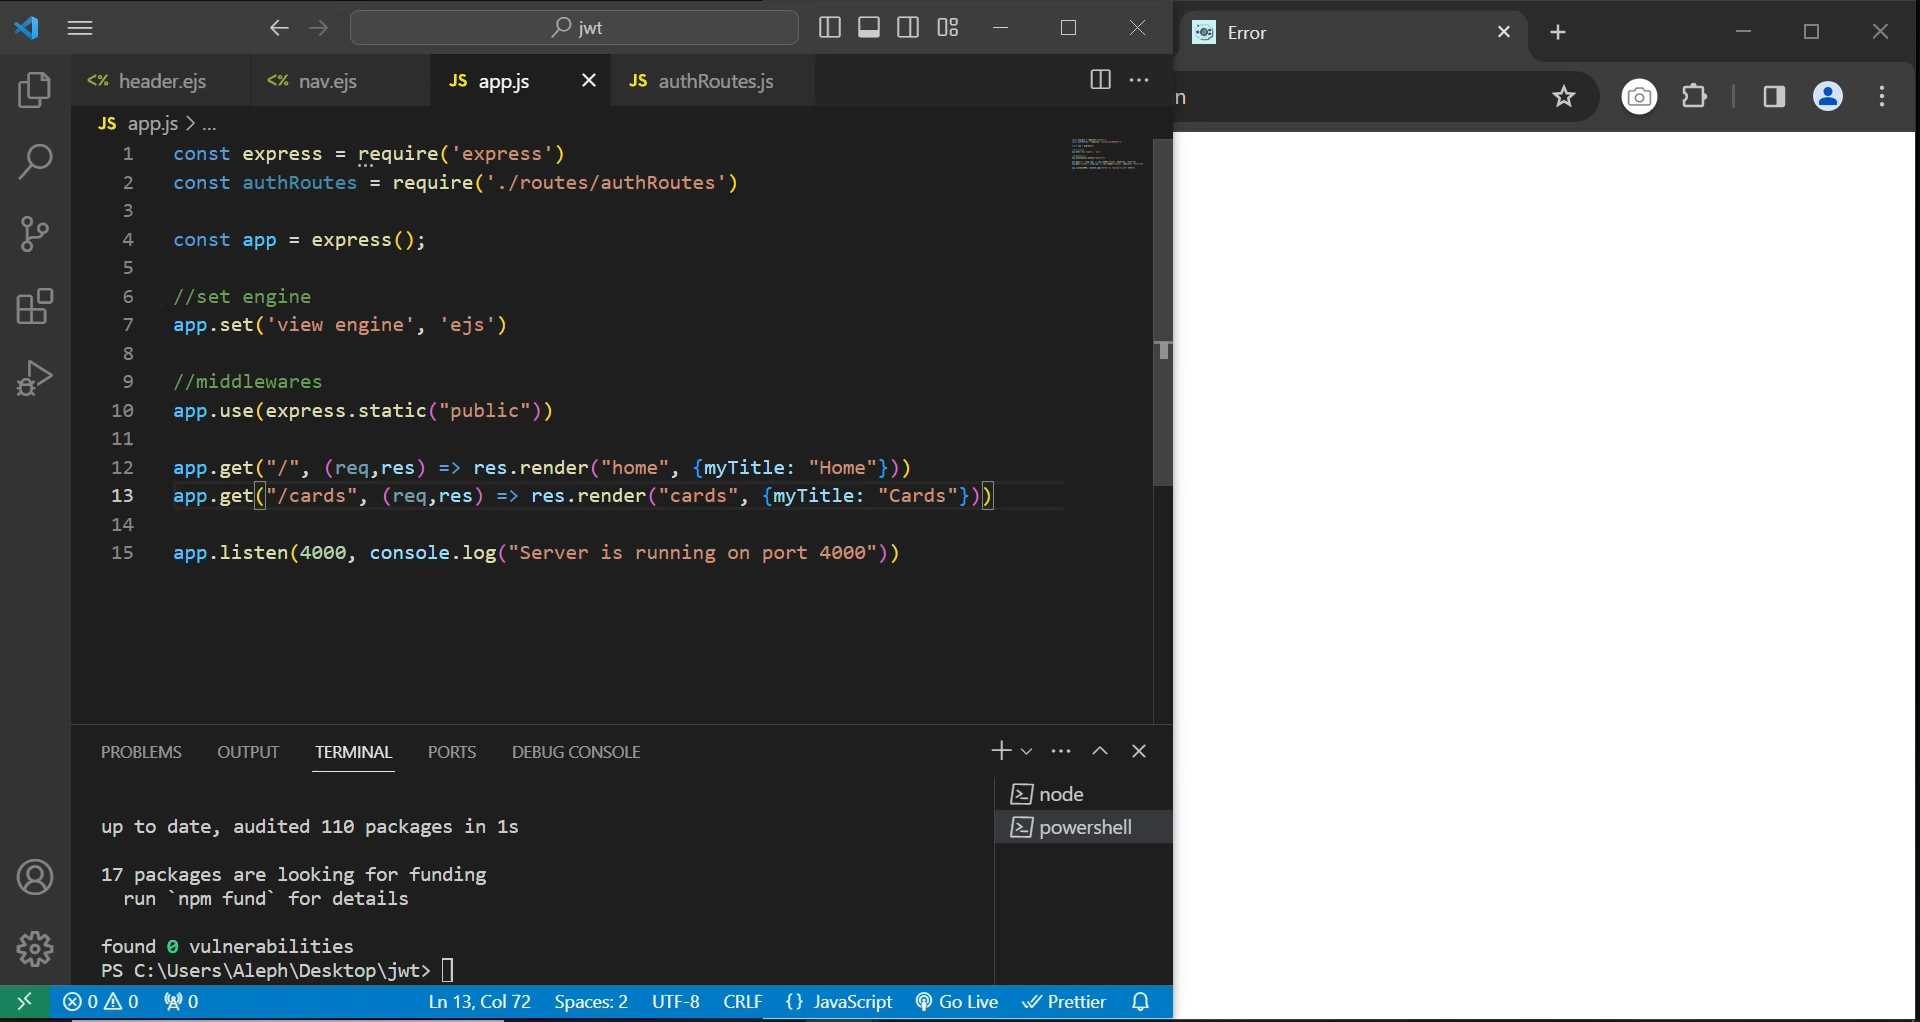 jwt
Error
n
<% header.ejs
<% nav.ejs
JS app.js
JS authRoutes.js
JS app.js > ...
1 const express = require('express')
2 const authRoutes = require('./routes/authRoutes')
3
4 const app = express();
5
6 //set engine
7 app.set('view engine', 'ejs')
8
9 //middlewares
10 app.use(express.static("public"))
11
12 app.get("/", (req,res) => res.render("home", {myTitle: "Home"}))
13 app.get("/cards", (req,res) => res.render("cards", {myTitle: "Cards"}))
14
15 app.listen(4000, console.log("Server is running on port 4000"))
PROBLEMS OUTPUT TERMINAL PORTS DEBUG CONSOLE
node
powershell
up to date, audited 110 packages in 1s
17 packages are looking for funding
run `npm fund` for details
found 0 vulnerabilities
PS C:\Users\Aleph\Desktop\jwt>
0 0 0 Ln 13, Col 72 Spaces: 2 UTF-8 CRLF {} JavaScript Go Live Prettier